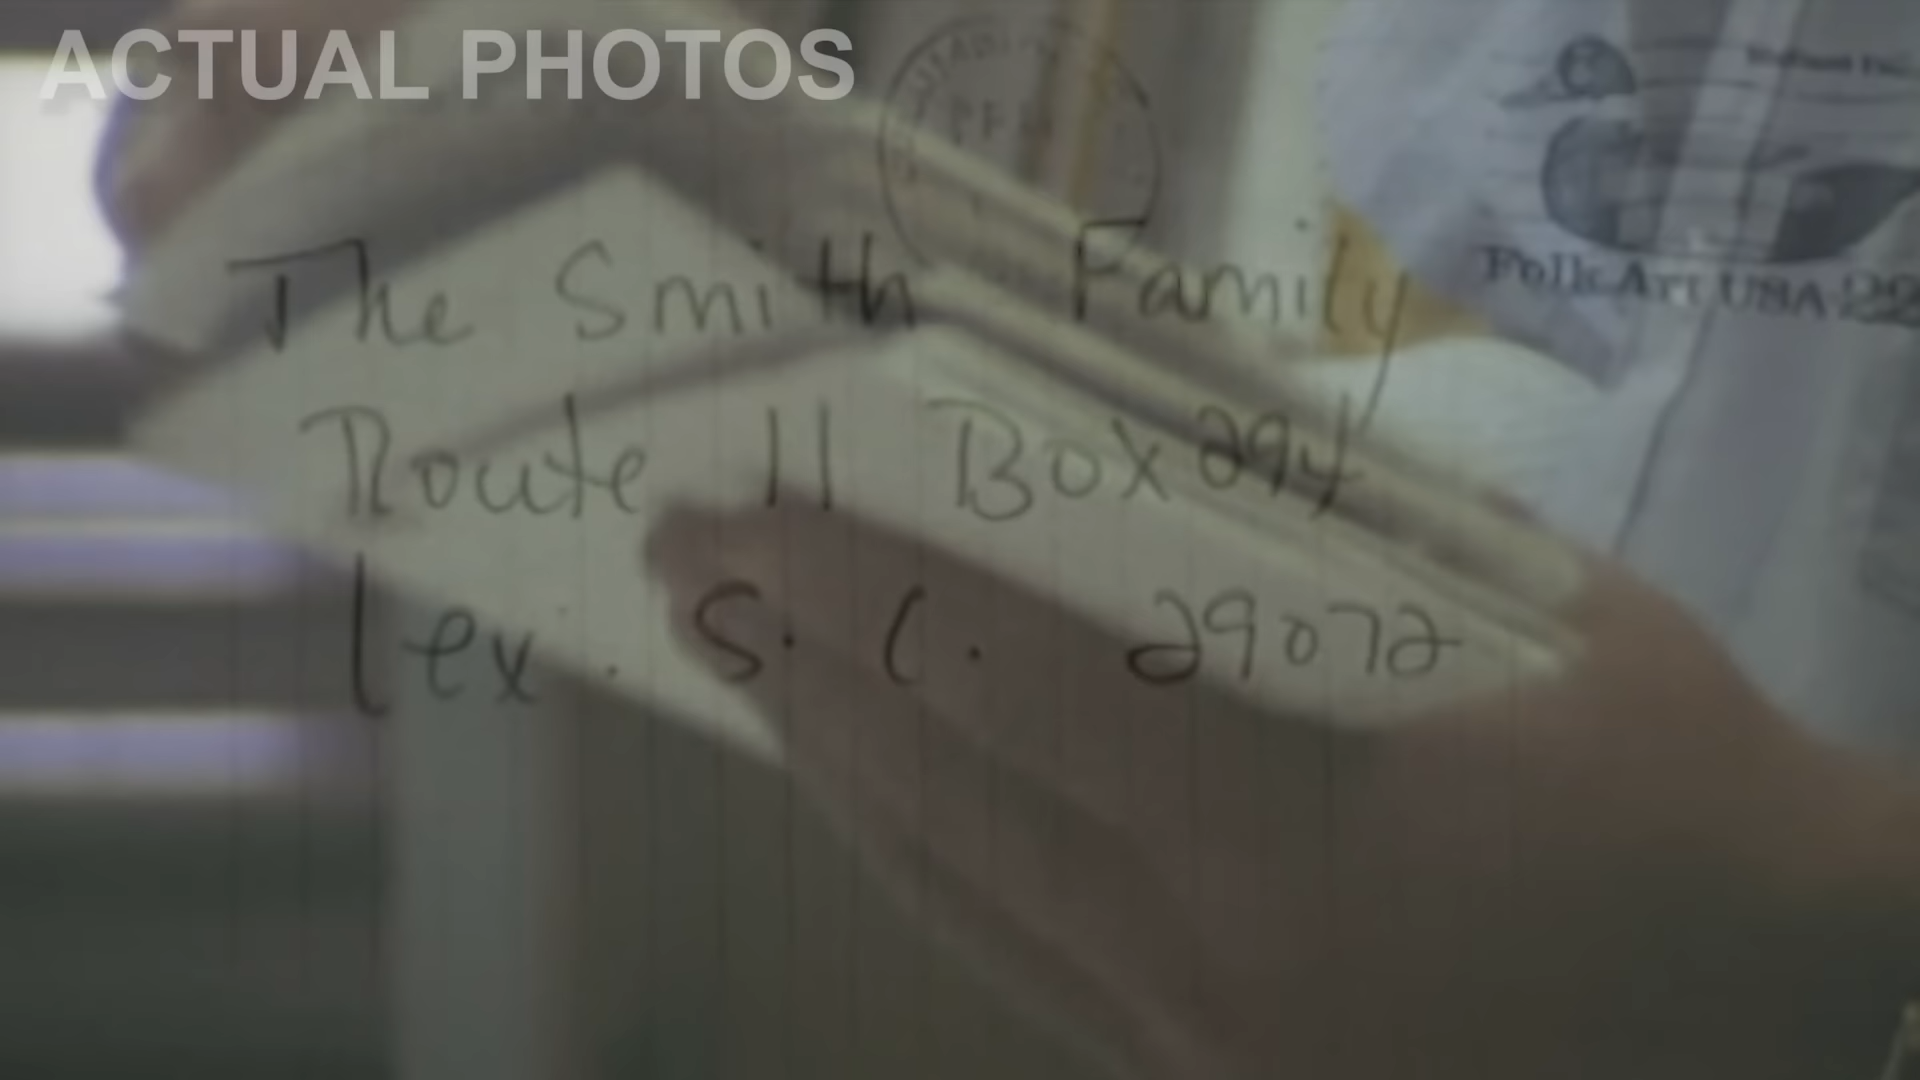 ACTUAL PHOTOS
The Smith Family
Route 11 Box 294
Lex. S.C. 29072
Folk Art USA 22